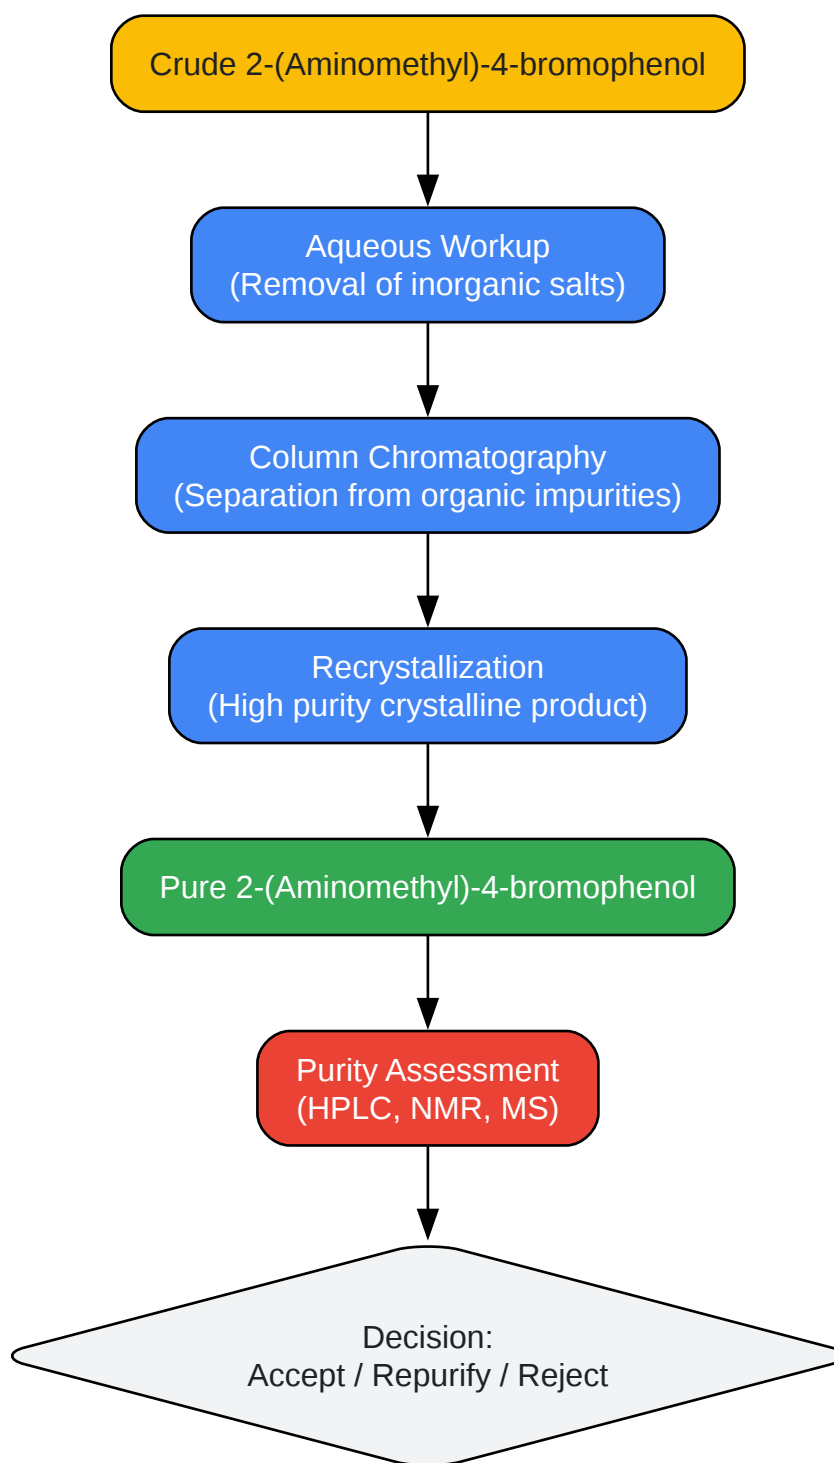 Crude 2-(Aminomethyl)-4-bromophenol
Aqueous Workup
(Removal of inorganic salts)
Column Chromatography
(Separation from organic impurities)
Recrystallization
(High purity crystalline product)
Pure 2-(Aminomethyl)-4-bromophenol
Purity Assessment
(HPLC, NMR, MS)
Decision:
Accept / Repurify / Reject